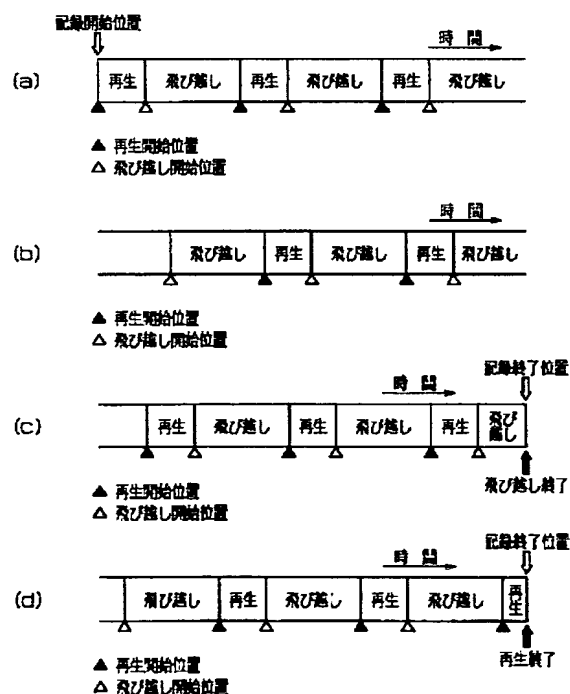 記録開始位置
時 間
(a)
再生 飛び越し 再生 飛び越し 再生 飛び越し
▲ 再生開始位置
△ 飛び越し開始位置
時 間
(b)
飛び越し 再生 飛び越し 再生 飛び越し
▲ 再生開始位置
△ 飛び越し開始位置
記録終了位置
時 間
(c)
再生 飛び越し 再生 飛び越し 再生 飛び
越し
飛び越し終了
▲ 再生開始位置
△ 飛び越し開始位置
記録終了位置
時 間
(d)
飛び越し 再生 飛び越し 再生 飛び越し 再生
再生終了
▲ 再生開始位置
△ 飛び越し開始位置